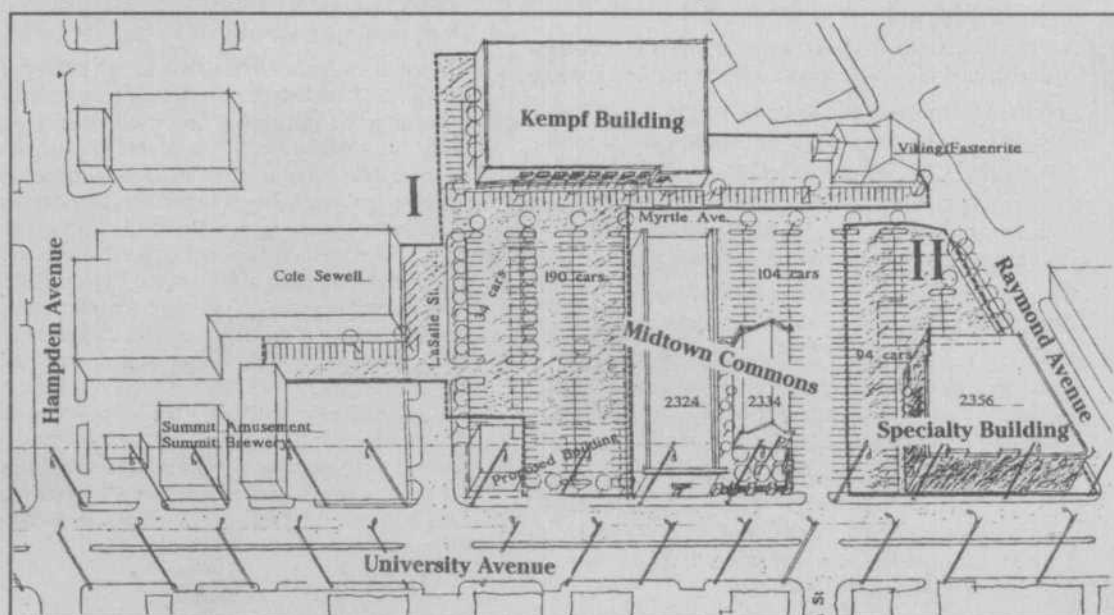 Kempf Building
Viking/Fastenrite
I
Myrtle Ave.
II
Cole Sewell
LaSalle St.
cars
190 cars
104 cars
Raymond Avenue
Hampden Avenue
Midtown Commons
94 cars
2324
2334
2356
Summit Amusement
Summit Brewery
Proposed Building
Specialty Building
University Avenue
St